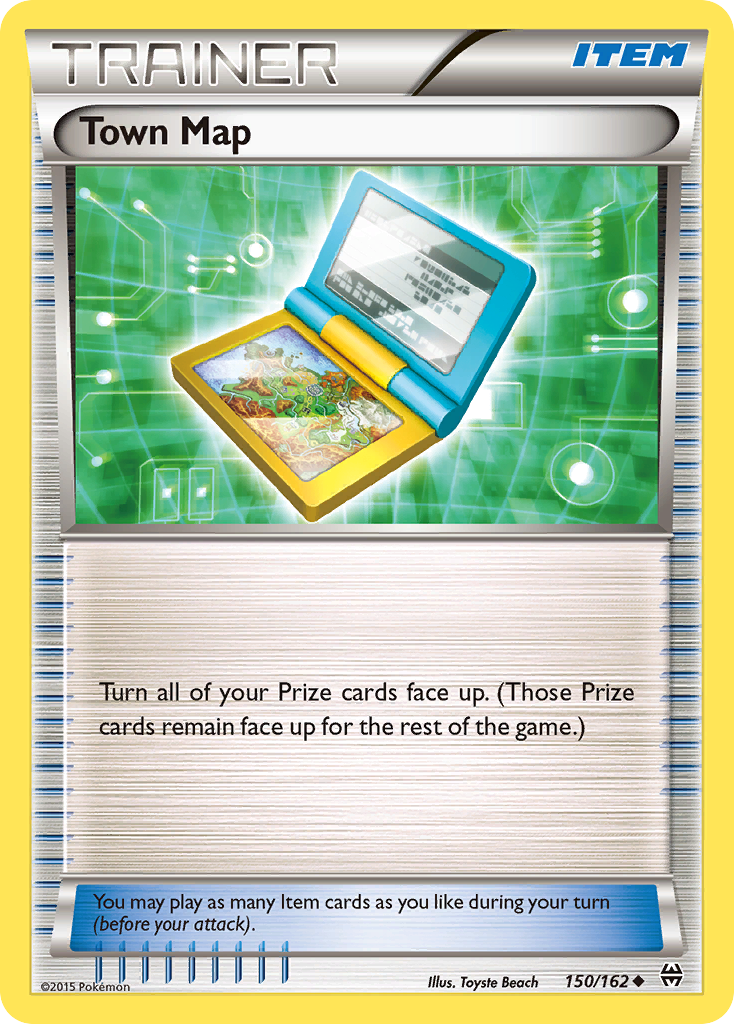 TRAINER
ITEM
Town Map
Turn all of your Prize cards face up. (Those Prize
cards remain face up for the rest of the game.)
You may play as many Item cards as you like during your turn
(before your attack).
©2015 Pokémon
Illus. Toyste Beach
150/162